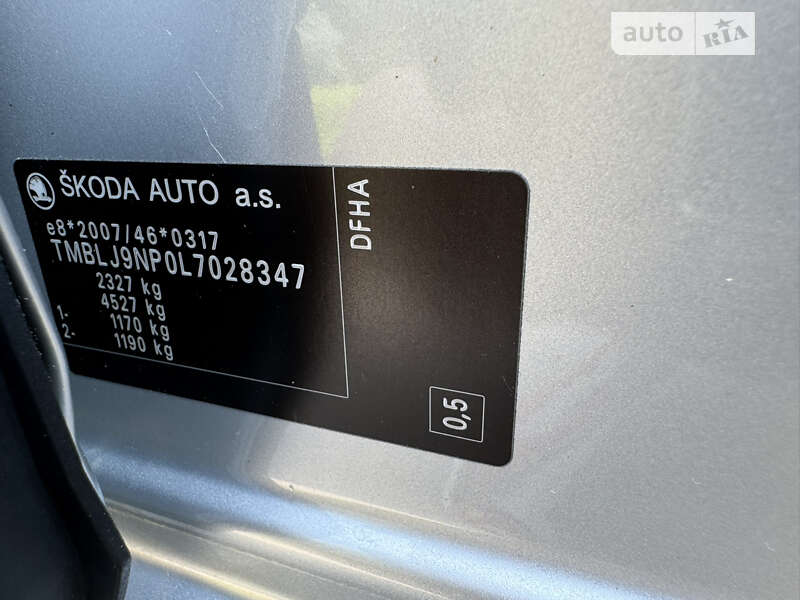 auto RIA
ŠKODA AUTO a.s.
e8*2007/46*0317
TMBLJ9NP0L7028347
2327 kg
4527 kg
1- 1170 kg
2- 1190 kg
DFHA
0,5